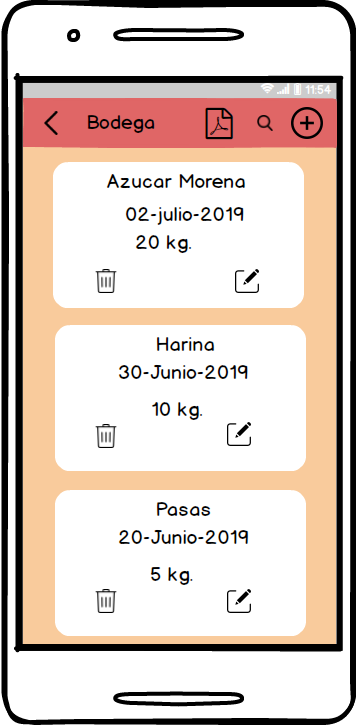 11:54
Bodega
Azucar Morena
02-julio-2019
20 kg.
Harina
30-Junio-2019
10 kg.
Pasas
20-Junio-2019
5 kg.